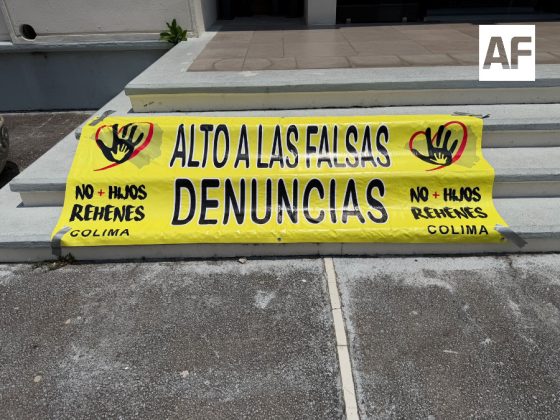 AF
ALTO A LAS FALSAS
DENUNCIAS
NO + HIJOS
REHENES
COLIMA
NO + HIJOS
REHENES
COLIMA